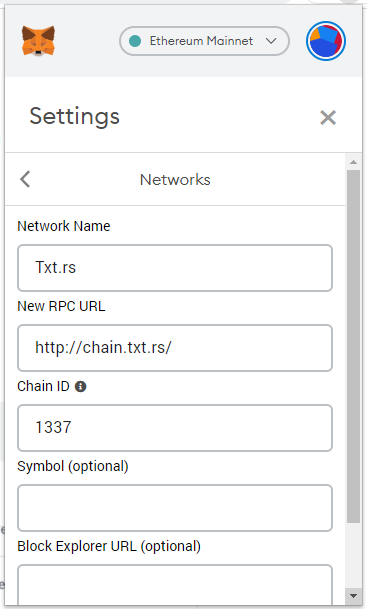 Ethereum Mainnet
Settings
Networks
Network Name
Txt.rs
New RPC URL
http://chain.txt.rs/
Chain ID
1337
Symbol (optional)
Block Explorer URL (optional)